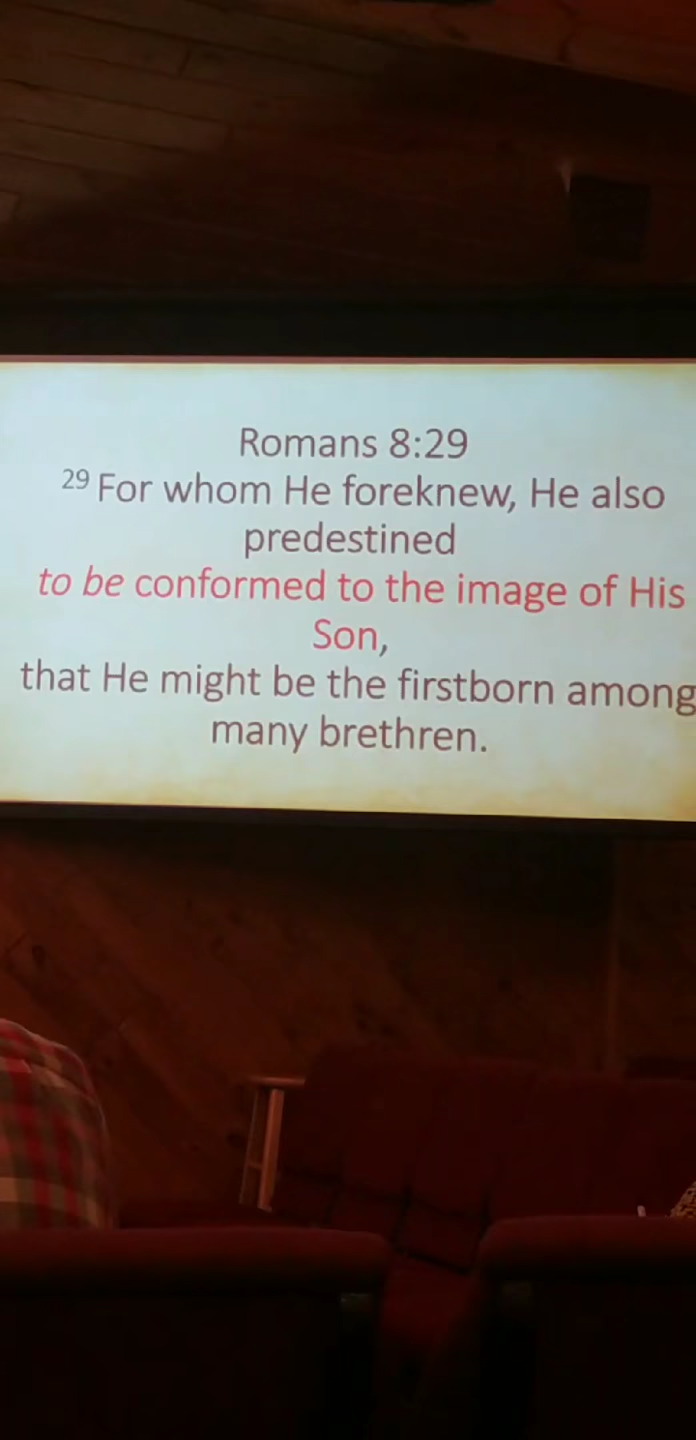 Romans 8:29
29 For whom He foreknew, He also
predestined
to be conformed to the image of His
Son,
that He might be the firstborn among
many brethren.